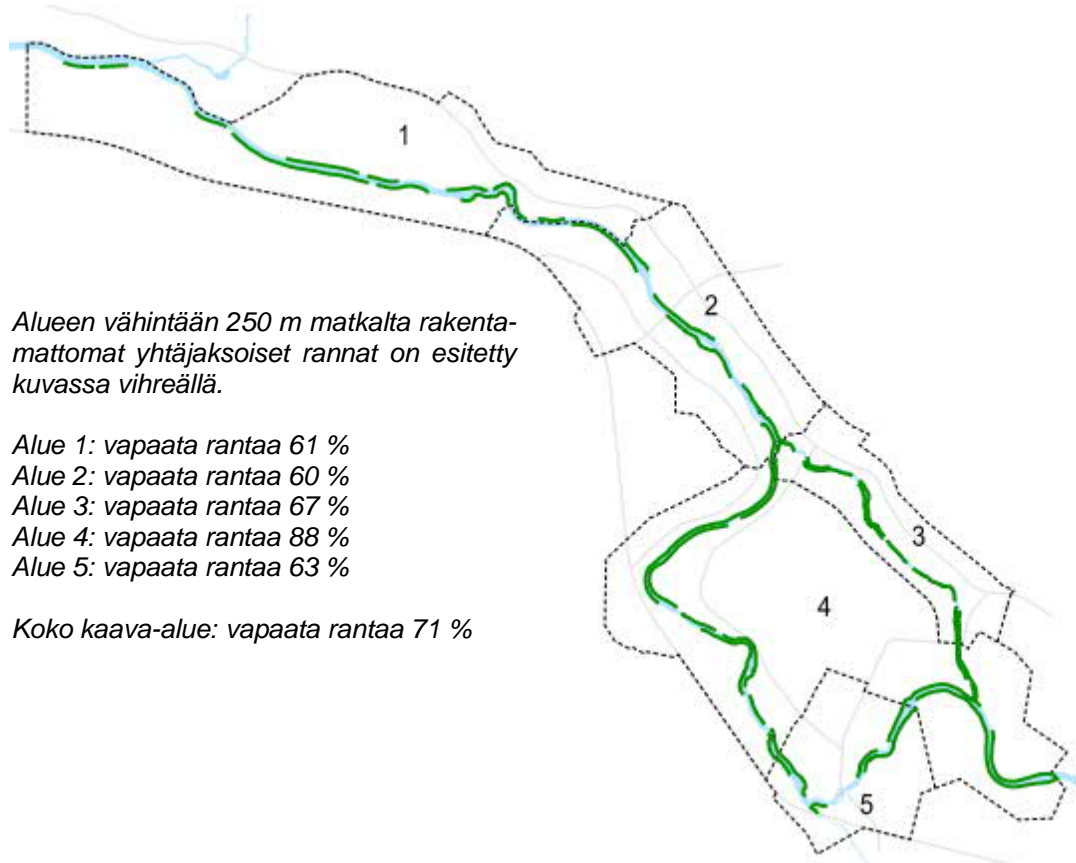 1
2
Alueen vähintään 250 m matkalta rakenta-
mattomat yhtäjaksoiset rannat on esitetty
kuvassa vihreällä.
Alue 1: vapaata rantaa 61 %
Alue 2: vapaata rantaa 60 %
Alue 3: vapaata rantaa 67 %
Alue 4: vapaata rantaa 88 %
Alue 5: vapaata rantaa 63 %
Koko kaava-alue: vapaata rantaa 71 %
3
4
5